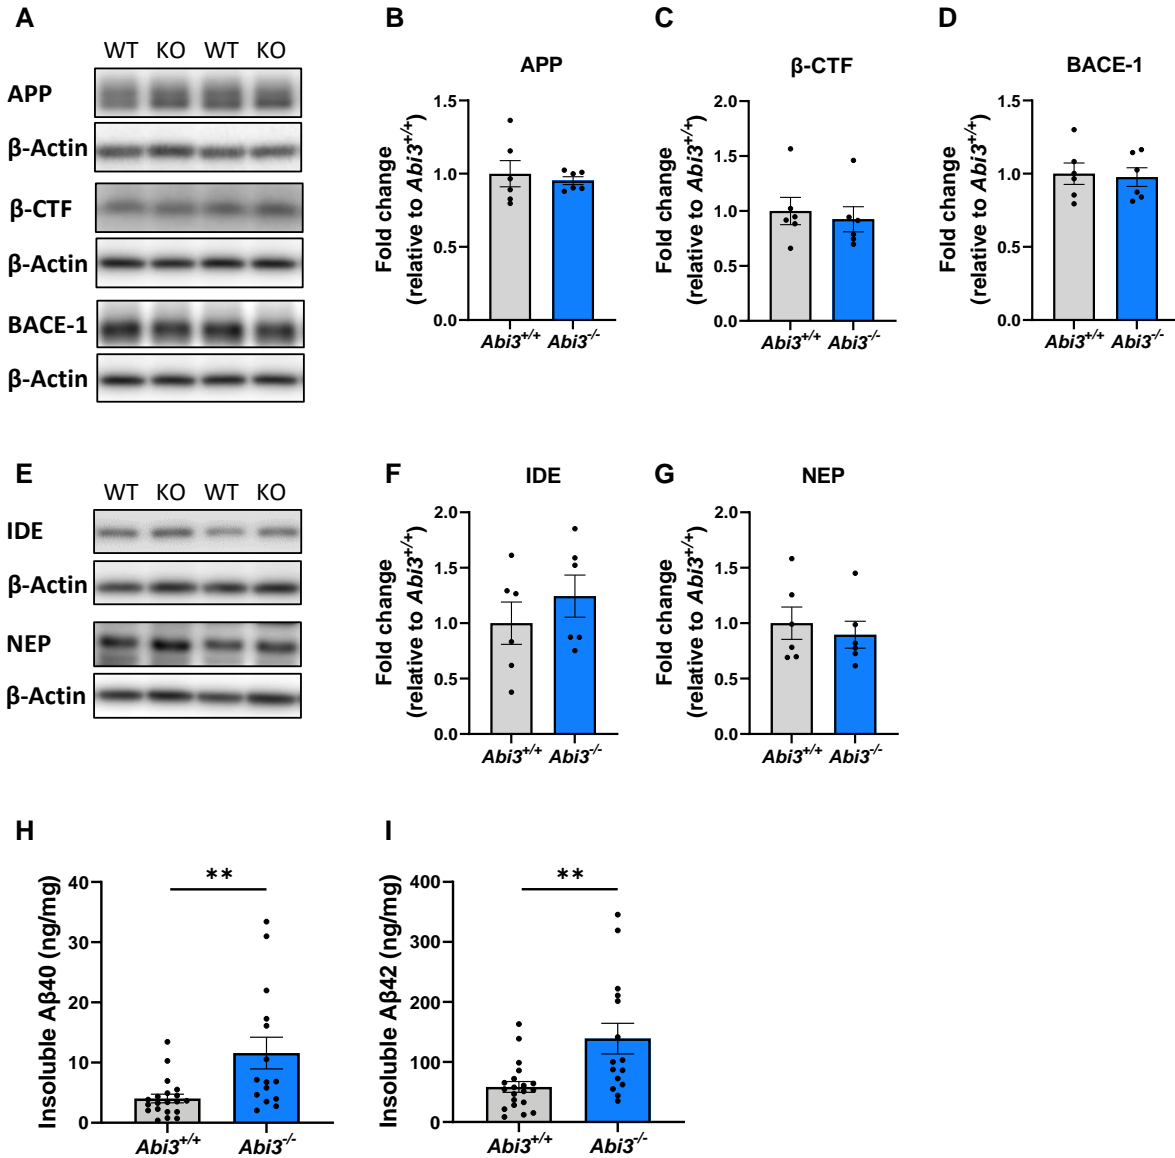 A
WT KO WT KO
APP
β-Actin
β-CTF
β-Actin
BACE-1
β-Actin
B
APP
Fold change
(relative to Abi3+/+)
1.5
1.0
0.5
0.0
Abi3+/+ Abi3-/-
C
β-CTF
Fold change
(relative to Abi3+/+)
2.0
1.5
1.0
0.5
0.0
Abi3+/+ Abi3-/-
D
BACE-1
Fold change
(relative to Abi3+/+)
1.5
1.0
0.5
0.0
Abi3+/+ Abi3-/-
E
WT KO WT KO
IDE
β-Actin
NEP
β-Actin
F
IDE
Fold change
(relative to Abi3+/+)
2.0
1.5
1.0
0.5
0.0
Abi3+/+ Abi3-/-
G
NEP
Fold change
(relative to Abi3+/+)
2.0
1.5
1.0
0.5
0.0
Abi3+/+ Abi3-/-
H
**
Insoluble Aβ40 (ng/mg)
40
30
20
10
0
Abi3+/+ Abi3-/-
I
**
Insoluble Aβ42 (ng/mg)
400
300
200
100
0
Abi3+/+ Abi3-/-